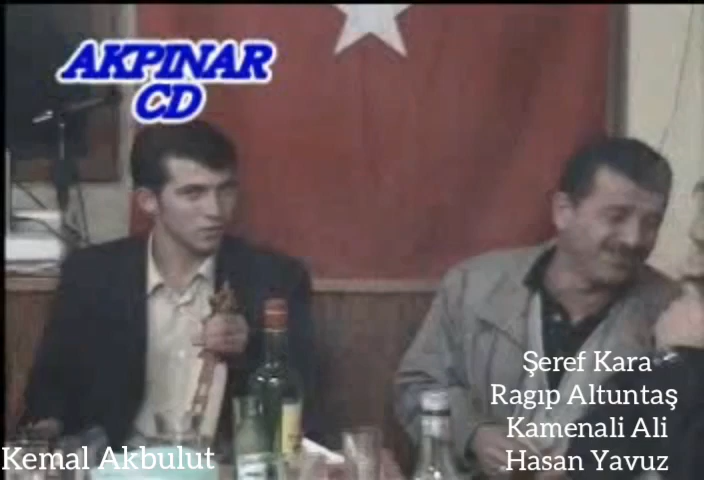 AKPINAR
CD
Şeref Kara
Ragıp Altuntaş
Kamenali Ali
Hasan Yavuz
Kemal Akbulut